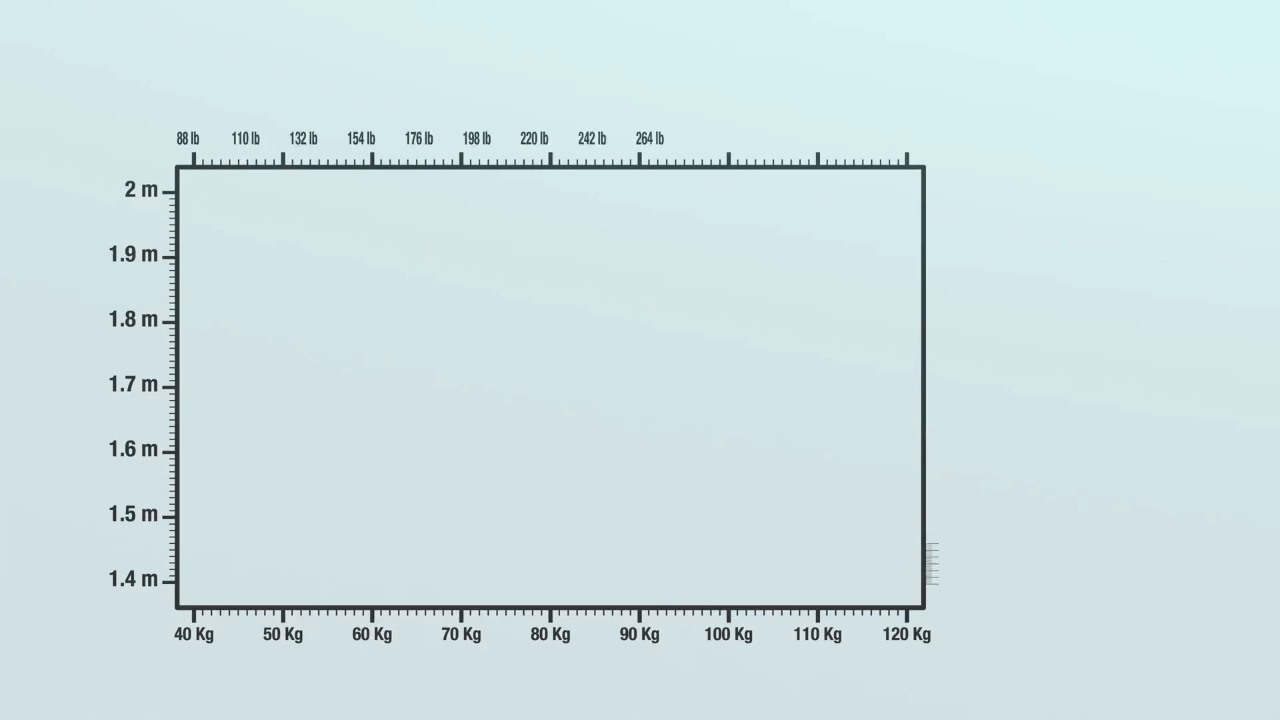 88 lb 110 lb 132 lb 154 lb 176 lb 198 lb 220 lb 242 lb 264 lb
2 m
1.9 m
1.8 m
1.7 m
1.6 m
1.5 m
1.4 m
40 Kg 50 Kg 60 Kg 70 Kg 80 Kg 90 Kg 100 Kg 110 Kg 120 Kg